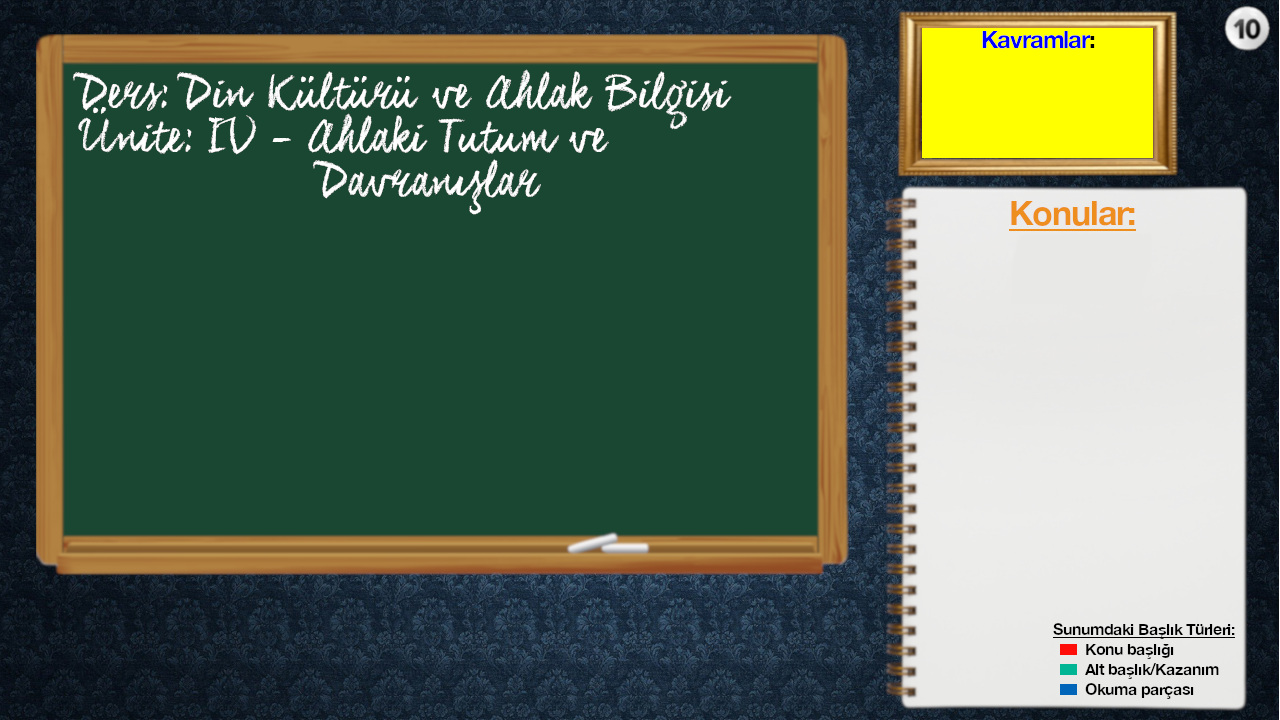 Ders: Din Kültürü ve Ahlak Bilgisi
Ünite: IV - Ahlaki Tutum ve
Davranışlar
Kavramlar:
10
Konular:
Sunumdaki Başlık Türleri:
Konu başlığı
Alt başlık/Kazanım
Okuma parçası